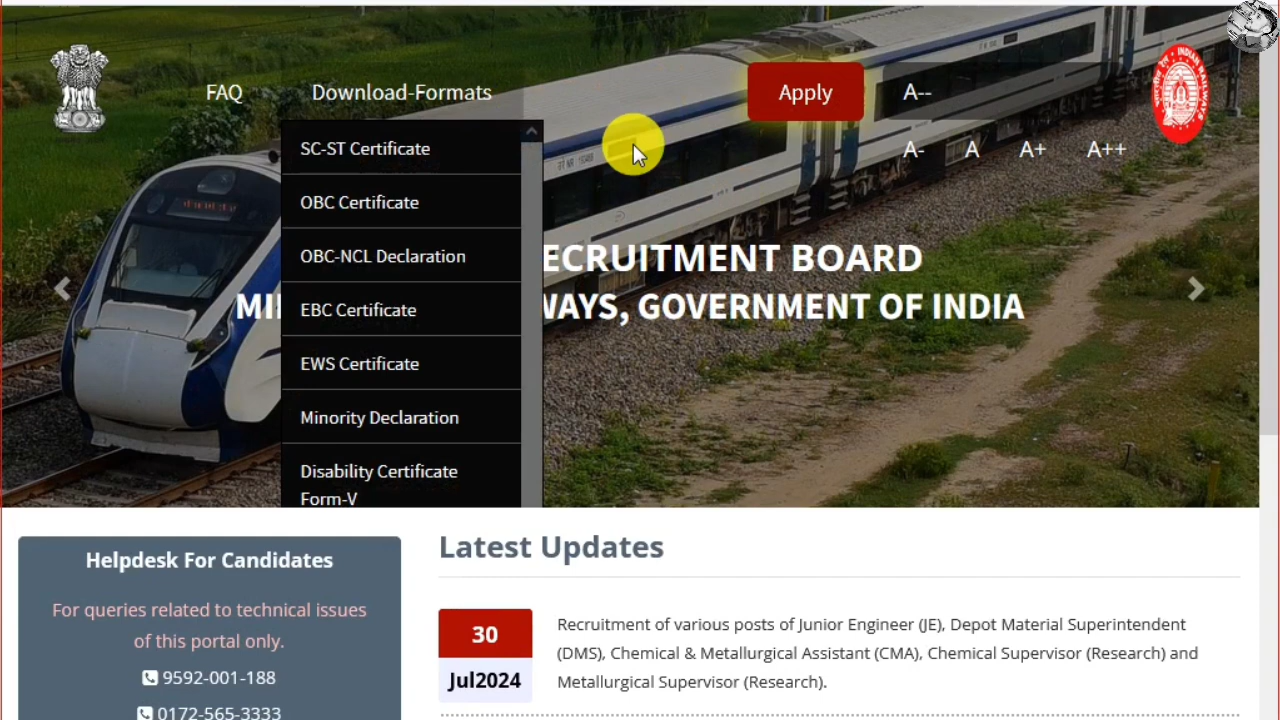 FAQ
Download-Formats
Apply
A--
A-
A
A+
A++
SC-ST Certificate
OBC Certificate
OBC-NCL Declaration
EBC Certificate
EWS Certificate
Minority Declaration
Disability Certificate
Form-V
ECRUITMENT BOARD
MI WAYS, GOVERNMENT OF INDIA
Helpdesk For Candidates
For queries related to technical issues
of this portal only.
9592-001-188
0172-565-3333
Latest Updates
30
Jul2024
Recruitment of various posts of Junior Engineer (JE), Depot Material Superintendent
(DMS), Chemical & Metallurgical Assistant (CMA), Chemical Supervisor (Research) and
Metallurgical Supervisor (Research).